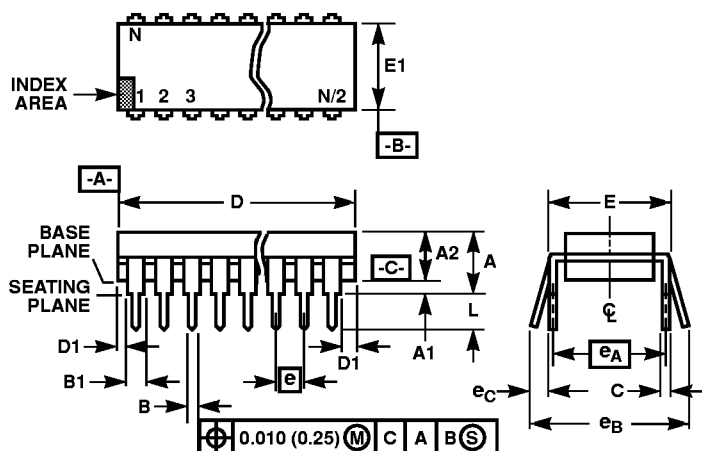 N
INDEX
AREA
1 2 3 N/2
E1
-B-
-A-
D
E
BASE
PLANE
A2
A
-C-
SEATING
PLANE
L
℄
D1
A1
D1
eA
B1
e
eC
C
B
eB
⌖ 0.010 (0.25) Ⓜ C A B Ⓢ